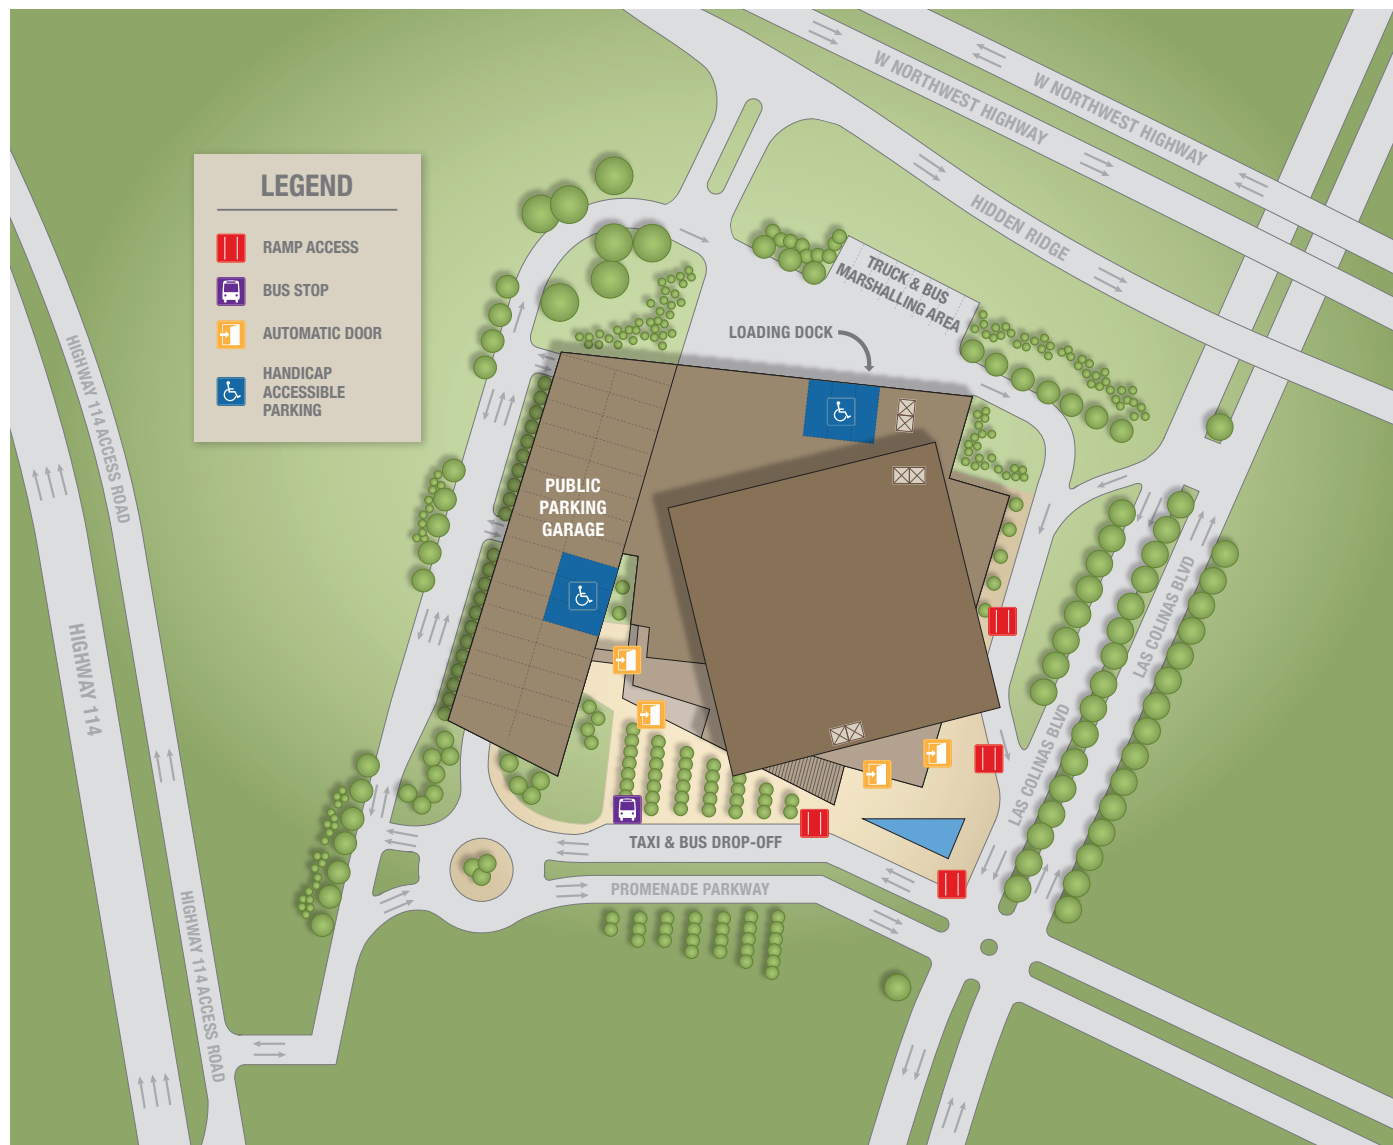 LEGEND
RAMP ACCESS
BUS STOP
AUTOMATIC DOOR
HANDICAP
ACCESSIBLE
PARKING
W NORTHWEST HIGHWAY
W NORTHWEST HIGHWAY
HIDDEN RIDGE
TRUCK & BUS
MARSHALLING AREA
LOADING DOCK
HIGHWAY 114 ACCESS ROAD
PUBLIC
PARKING
GARAGE
HIGHWAY 114
LAS COLINAS BLVD
LAS COLINAS BLVD
TAXI & BUS DROP-OFF
PROMENADE PARKWAY
HIGHWAY 114 ACCESS ROAD